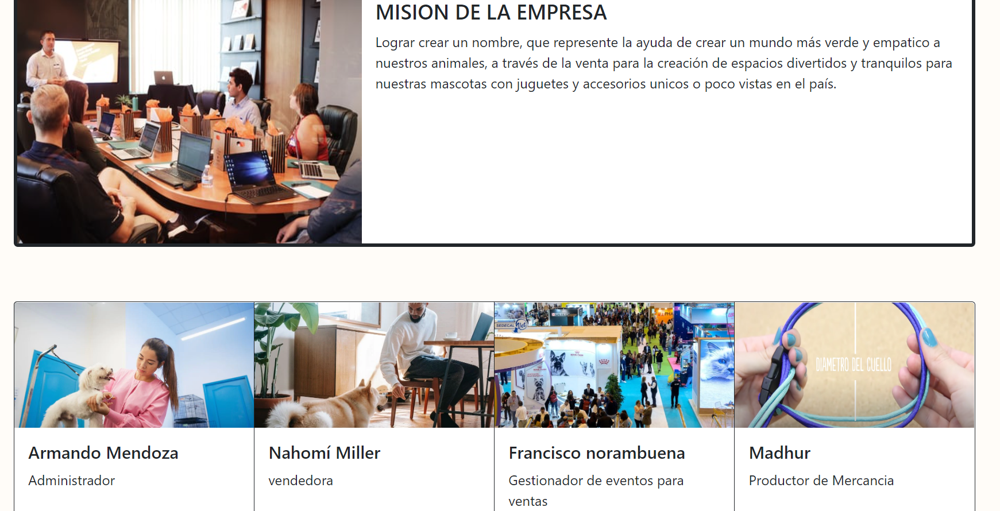 MISION DE LA EMPRESA
Lograr crear un nombre, que represente la ayuda de crear un mundo más verde y empatico a
nuestros animales, a través de la venta para la creación de espacios divertidos y tranquilos para
nuestras mascotas con juguetes y accesorios unicos o poco vistas en el país.
SEDECAL Vet
ROYAL CANIN
DIAMETRO DEL CUELLO
Armando Mendoza
Administrador
Nahomí Miller
vendedora
Francisco norambuena
Gestionador de eventos para
ventas
Madhur
Productor de Mercancia